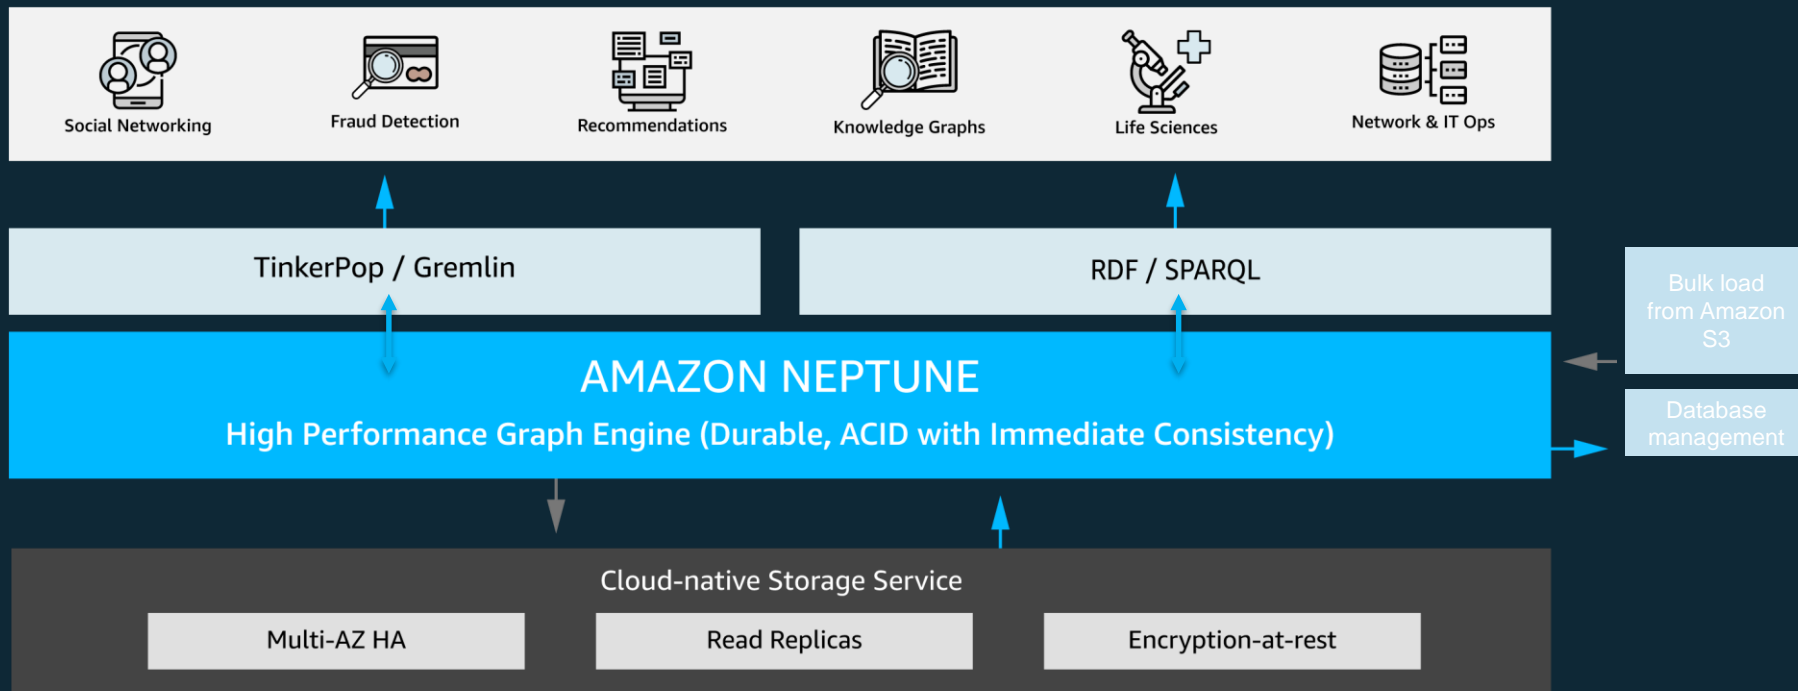 Social Networking
Fraud Detection
Recommendations
Knowledge Graphs
Life Sciences
Network & IT Ops
TinkerPop / Gremlin
RDF / SPARQL
Bulk load
from Amazon
S3
AMAZON NEPTUNE
High Performance Graph Engine (Durable, ACID with Immediate Consistency)
Database
management
Cloud-native Storage Service
Multi-AZ HA
Read Replicas
Encryption-at-rest